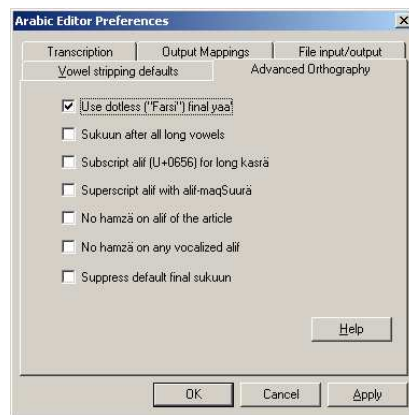 Arabic Editor Preferences
Transcription
Output Mappings
File input/output
Vowel stripping defaults
Advanced Orthography
Use dotless ("Farsi") final yaa'
Sukuun after all long vowels
Subscript alif (U+0656) for long kasrä
Superscript alif with alif-maqSuurä
No hamzä on alif of the article
No hamzä on any vocalized alif
Suppress default final sukuun
Help
OK
Cancel
Apply